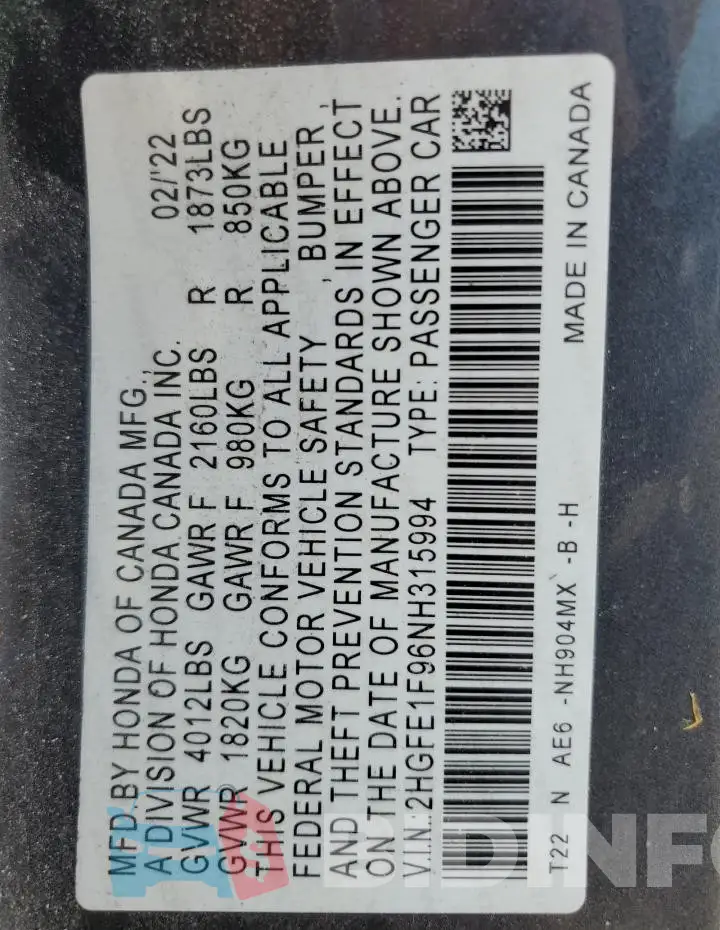 MFD.BY HONDA OF CANADA MFG.,
A DIVISION OF HONDA CANADA INC. 02/'22
GVWR 4012LBS GAWR F 2160LBS R 1873LBS
GVWR 1820KG GAWR F 980KG R 850KG
THIS VEHICLE CONFORMS TO ALL APPLICABLE
FEDERAL MOTOR VEHICLE SAFETY , BUMPER ,
AND THEFT PREVENTION STANDARDS IN EFFECT
ON THE DATE OF MANUFACTURE SHOWN ABOVE.
V.I.N.:2HGFE1F96NH315994 TYPE: PASSENGER CAR
T22 N AE6 -NH904MX -B -H MADE IN CANADA
BIDINFO